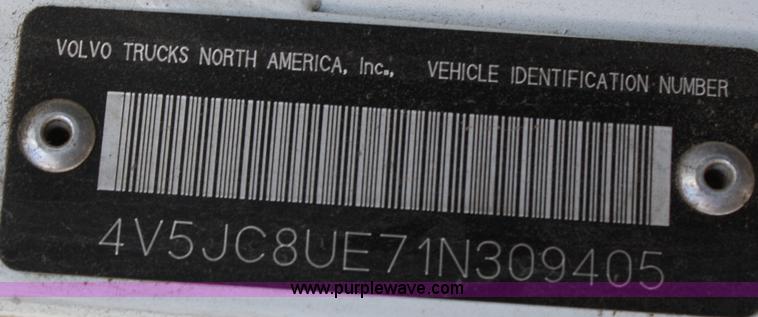 VOLVO TRUCKS NORTH AMERICA, Inc., VEHICLE IDENTIFICATION NUMBER
4V5JC8UE71N309405
www.purplewave.com